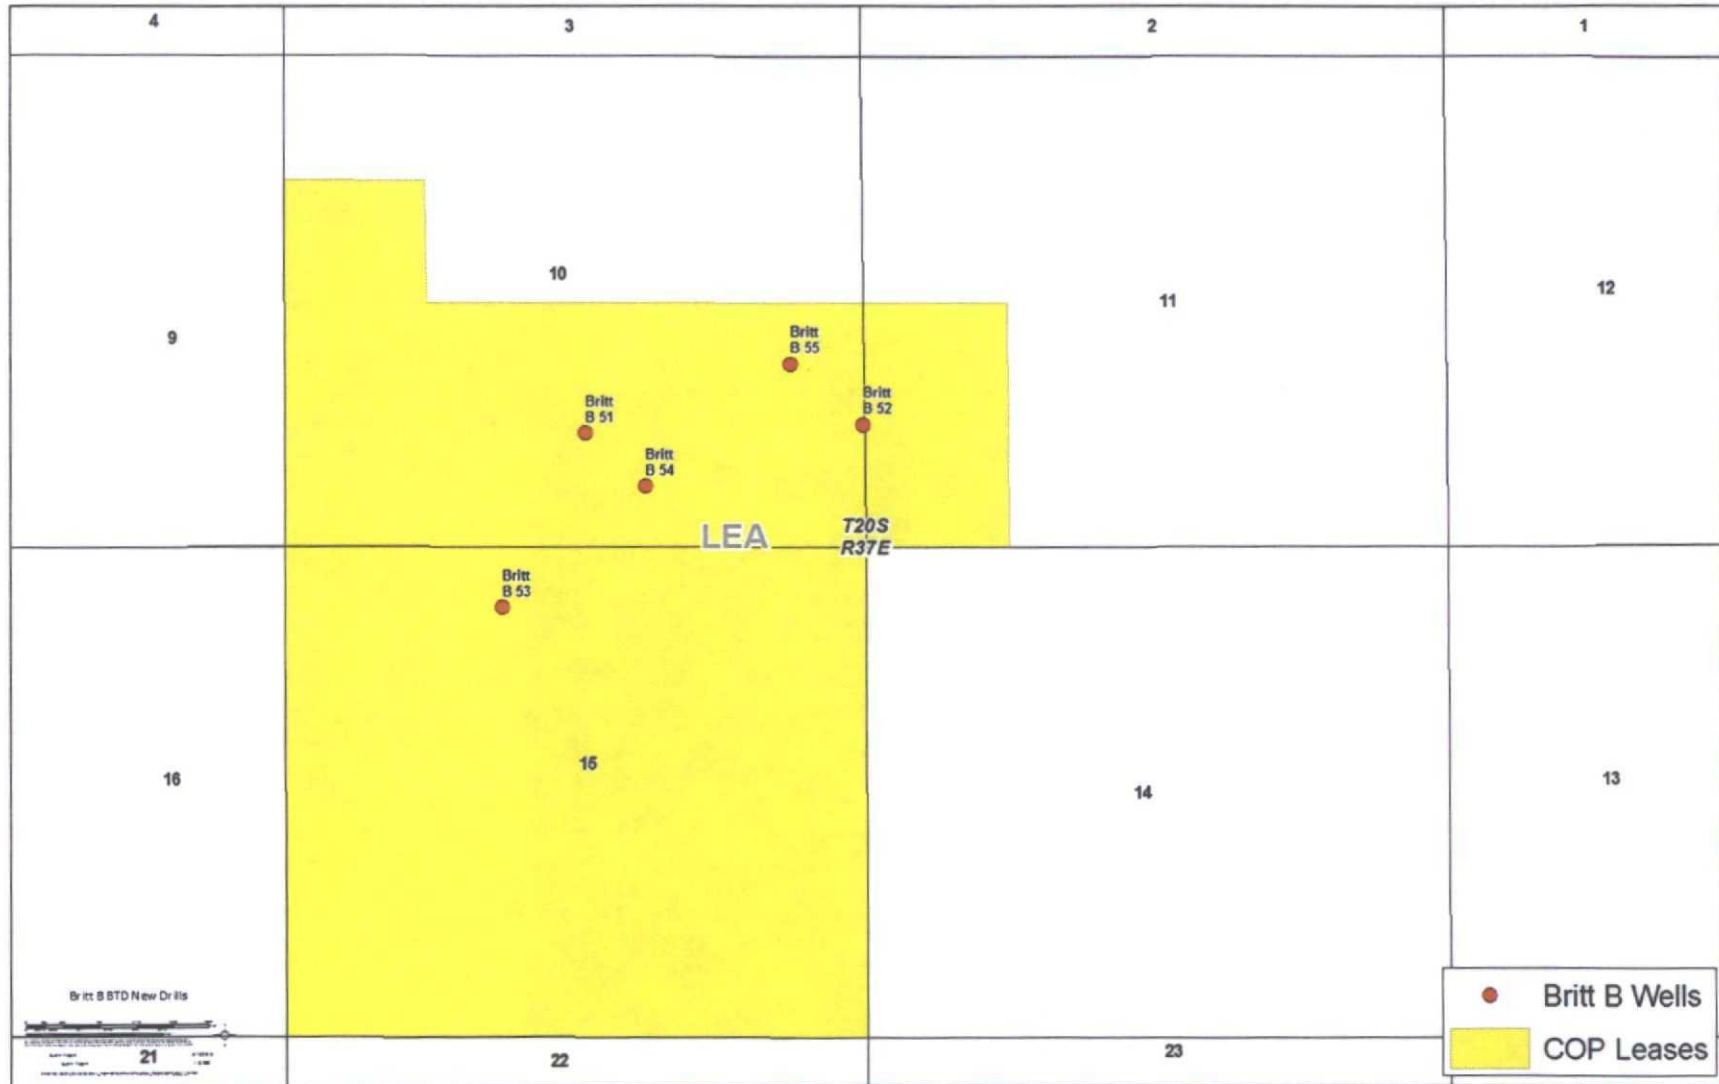 4
3
2
1
10
11
12
9
Britt
B 55
Britt
B 52
Britt
B 51
Britt
B 54
LEA
T20S
R37E
Britt
B 53
15
16
14
13
Britt B BTD New Drills
21
22
23
Britt B Wells
COP Leases